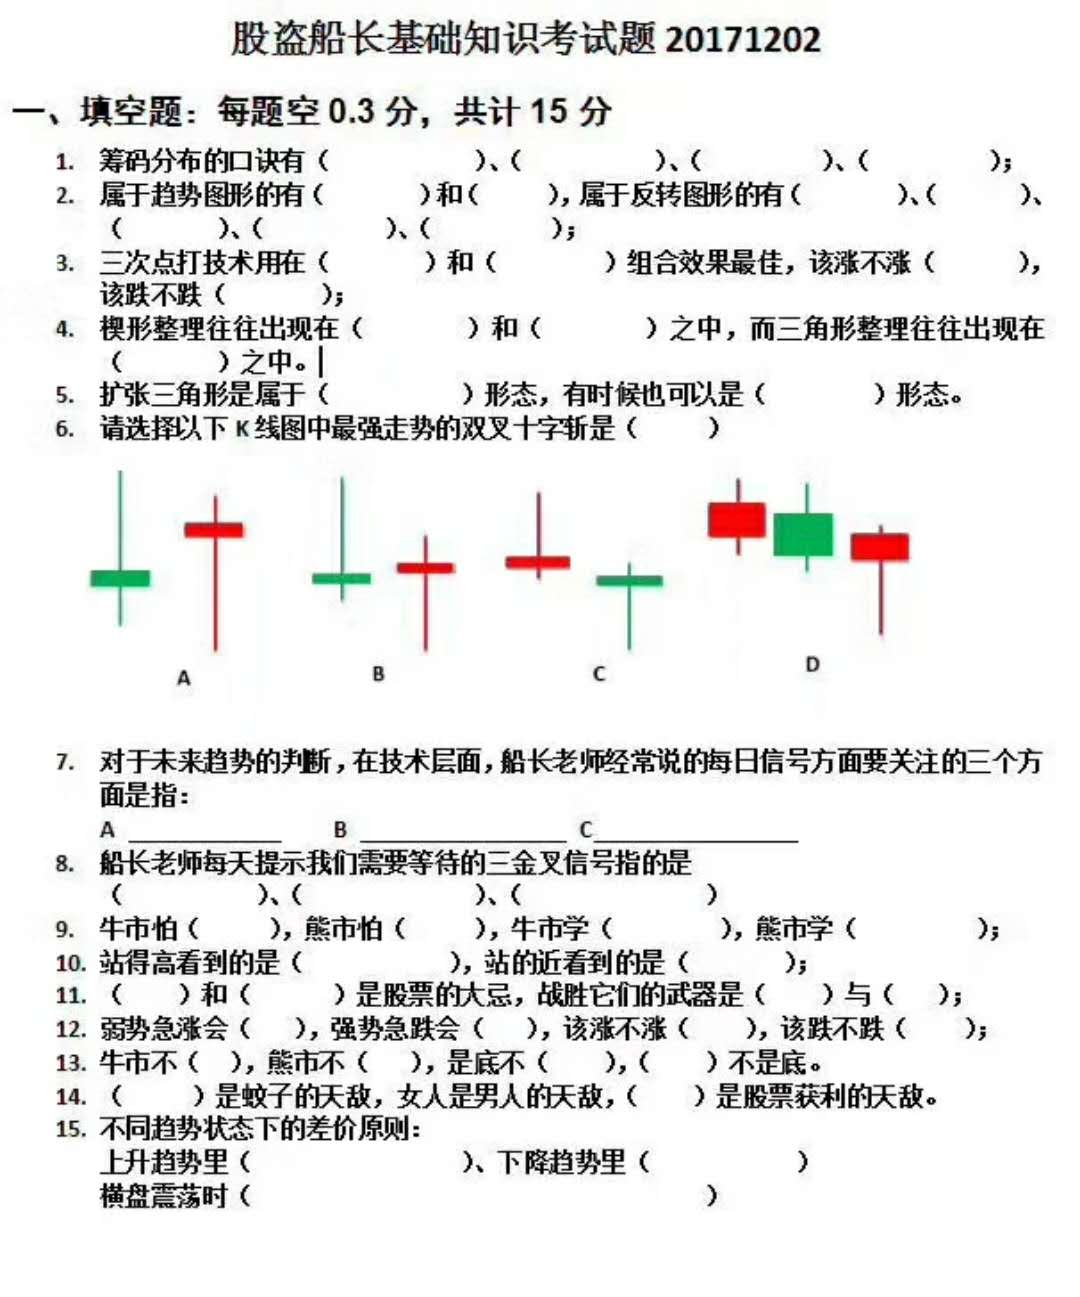 股盗船长基础知识考试题 20171202
一、填空题：每题空 0.3 分，共计 15 分
1. 筹码分布的口诀有（ ）、（ ）、（ ）、（ ）；
2. 属于趋势图形的有（ ）和（ ），属于反转图形的有（ ）、（ ）、
（ ）、（ ）、（ ）；
3. 三次点打技术用在（ ）和（ ）组合效果最佳，该涨不涨（ ），
该跌不跌（ ）；
4. 楔形整理往往出现在（ ）和（ ）之中，而三角形整理往往出现在
（ ）之中。
5. 扩张三角形是属于（ ）形态，有时候也可以是（ ）形态。
6. 请选择以下 K 线图中最强走势的双叉十字斩是（ ）
A B C D
7. 对于未来趋势的判断，在技术层面，船长老师经常说的每日信号方面要关注的三个方
面是指：
A ____________ B ________________ C________________
8. 船长老师每天提示我们需要等待的三金叉信号指的是
（ ）、（ ）、（ ）
9. 牛市怕（ ），熊市怕（ ），牛市学（ ），熊市学（ ）；
10. 站得高看到的是（ ），站的近看到的是（ ）；
11. （ ）和（ ）是股票的大忌，战胜它们的武器是（ ）与（ ）；
12. 弱势急涨会（ ），强势急跌会（ ），该涨不涨（ ），该跌不跌（ ）；
13. 牛市不（ ），熊市不（ ），是底不（ ），（ ）不是底。
14. （ ）是蚊子的天敌，女人是男人的天敌，（ ）是股票获利的天敌。
15. 不同趋势状态下的差价原则：
上升趋势里（ ）、下降趋势里（ ）
横盘震荡时（ ）